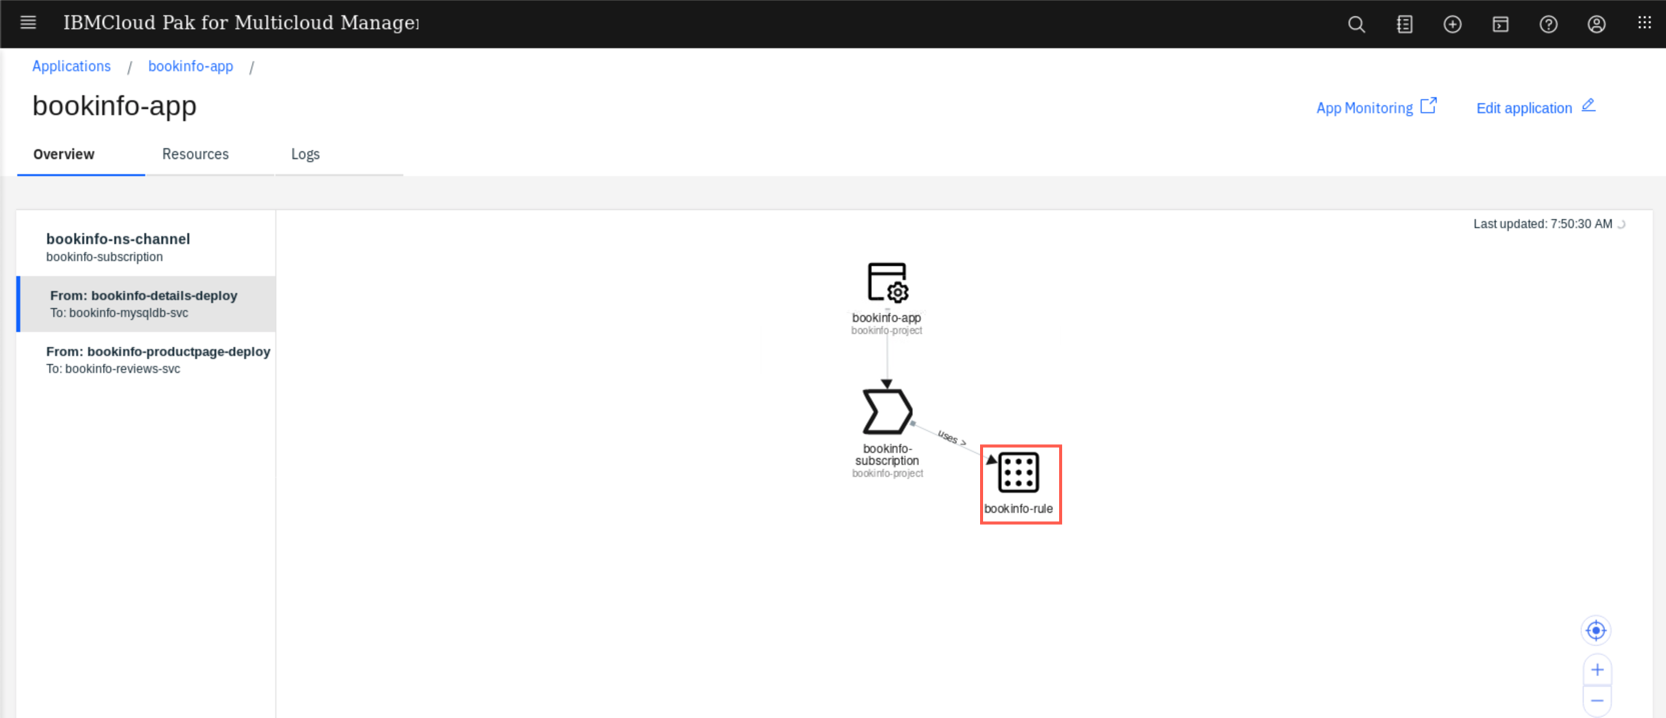 IBMCloud Pak for Multicloud Manager
Applications / bookinfo-app /
bookinfo-app
App Monitoring
Edit application
Overview Resources Logs
Last updated: 7:50:30 AM
bookinfo-ns-channel
bookinfo-subscription
From: bookinfo-details-deploy
To: bookinfo-mysqldb-svc
From: bookinfo-productpage-deploy
To: bookinfo-reviews-svc
bookinfo-app
bookinfo-project
bookinfo-
subscription
bookinfo-project
uses >
bookinfo-rule